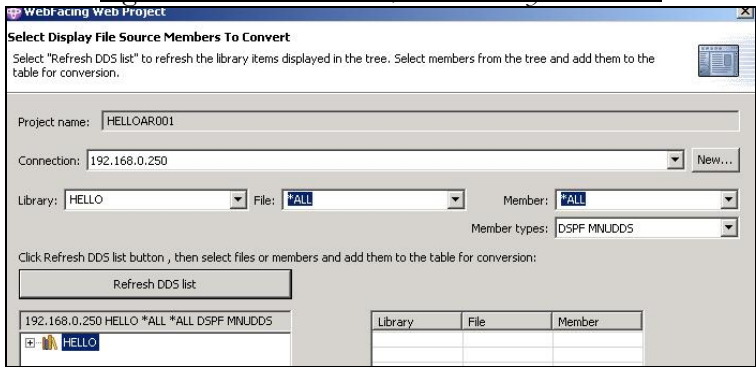 WebFacing Web Project
Select Display File Source Members To Convert
Select "Refresh DDS list" to refresh the library items displayed in the tree. Select members from the tree and add them to the
table for conversion.
Project name: HELLOAR001
Connection: 192.168.0.250 New...
Library: HELLO File: *ALL Member: *ALL
Member types: DSPF MNUDDS
Click Refresh DDS list button , then select files or members and add them to the table for conversion:
Refresh DDS list
192.168.0.250 HELLO *ALL *ALL DSPF MNUDDS Library File Member
HELLO